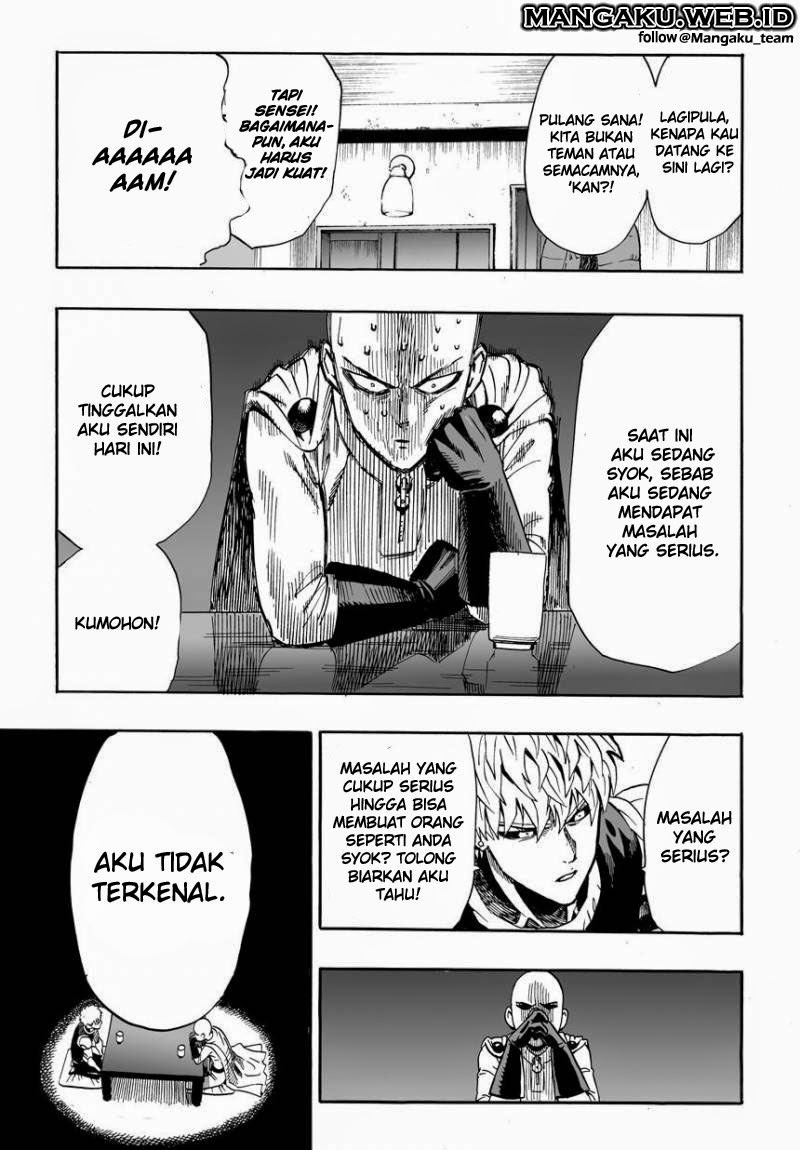 MANGAKU.WEB.ID
follow @Mangaku_team
LAGIPULA,
KENAPA KAU
DATANG KE
SINI LAGI?
PULANG SANA!
KITA BUKAN
TEMAN ATAU
SEMACAMNYA,
'KAN?!
TAPI
SENSEI!
BAGAIMANA-
PUN, AKU
HARUS
JADI KUAT!
DI-
AAAAAA
AAM!
SAAT INI
AKU SEDANG
SYOK, SEBAB
AKU SEDANG
MENDAPAT
MASALAH
YANG SERIUS.
CUKUP
TINGGALKAN
AKU SENDIRI
HARI INI!
KUMOHON!
MASALAH
YANG
SERIUS?
MASALAH YANG
CUKUP SERIUS
HINGGA BISA
MEMBUAT ORANG
SEPERTI ANDA
SYOK? TOLONG
BIARKAN AKU
TAHU!
AKU TIDAK
TERKENAL.